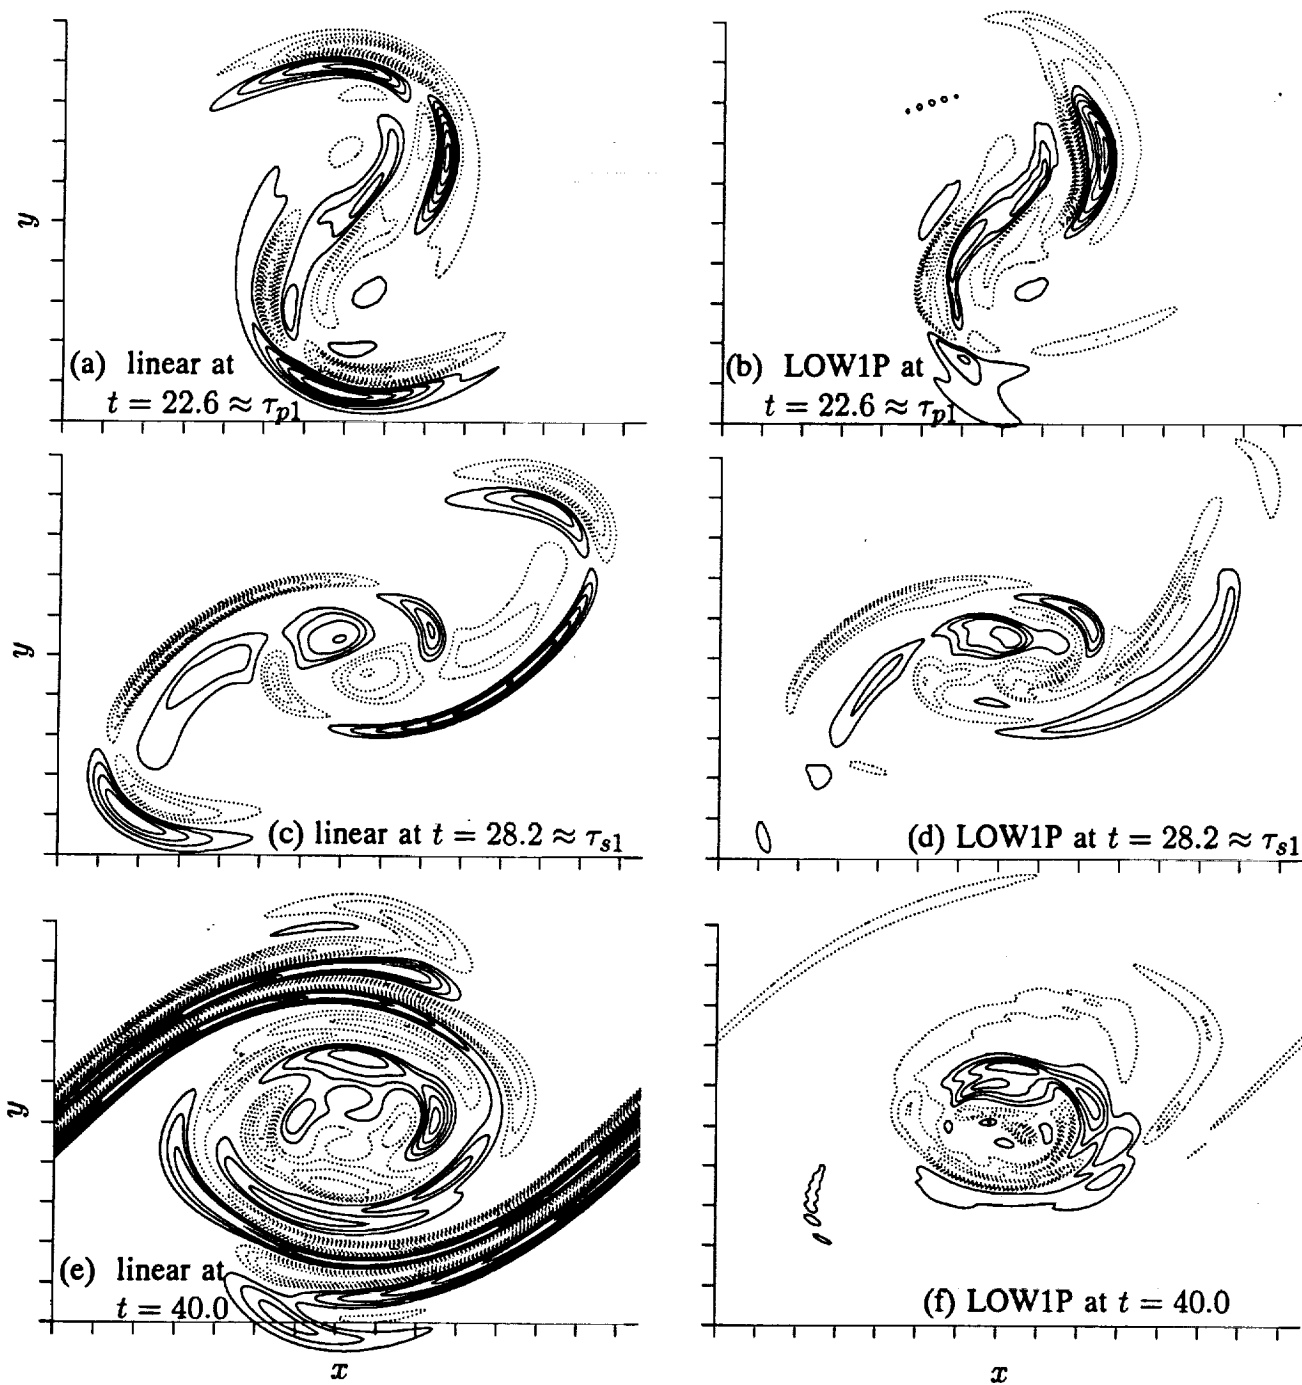 y
(a) linear at
t = 22.6 ≈ τp1
(b) LOW1P at
t = 22.6 ≈ τp1
y
(c) linear at t = 28.2 ≈ τs1
(d) LOW1P at t = 28.2 ≈ τs1
y
(e) linear at
t = 40.0
(f) LOW1P at t = 40.0
x
x